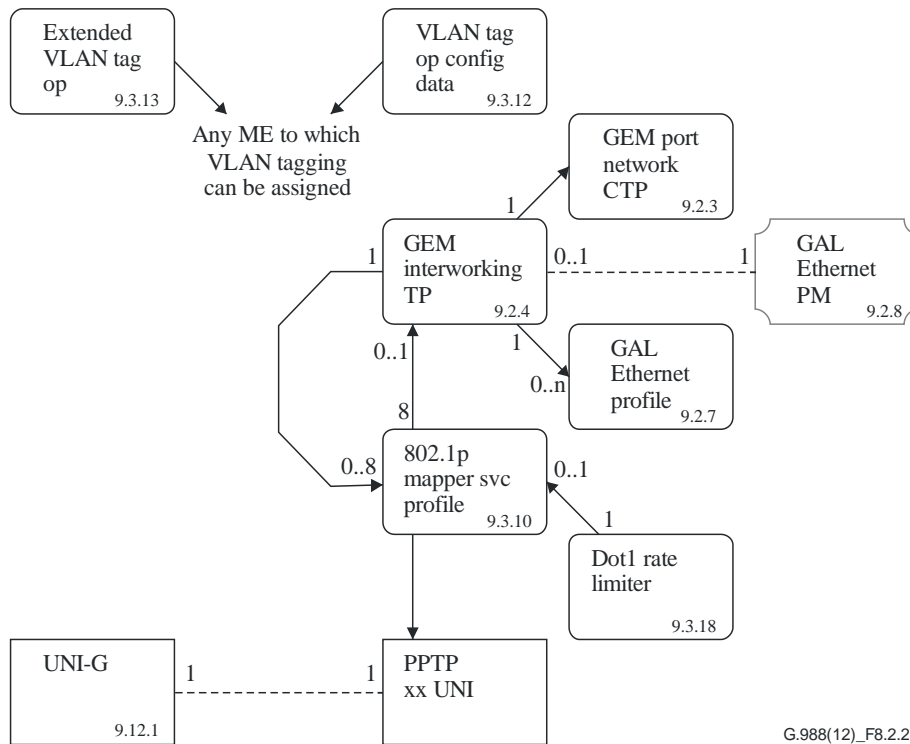 Extended
VLAN tag
op
9.3.13
VLAN tag
op config
data
9.3.12
Any ME to which
VLAN tagging
can be assigned
GEM port
network
CTP
9.2.3
1
1
GEM
interworking
TP
9.2.4
0..1
1
GAL
Ethernet
PM
9.2.8
0..1
1
0..n
GAL
Ethernet
profile
9.2.7
8
0..8
802.1p
mapper svc
profile
9.3.10
0..1
1
Dot1 rate
limiter
9.3.18
UNI-G
9.12.1
1
1
PPTP
xx UNI
G.988(12)_F8.2.2